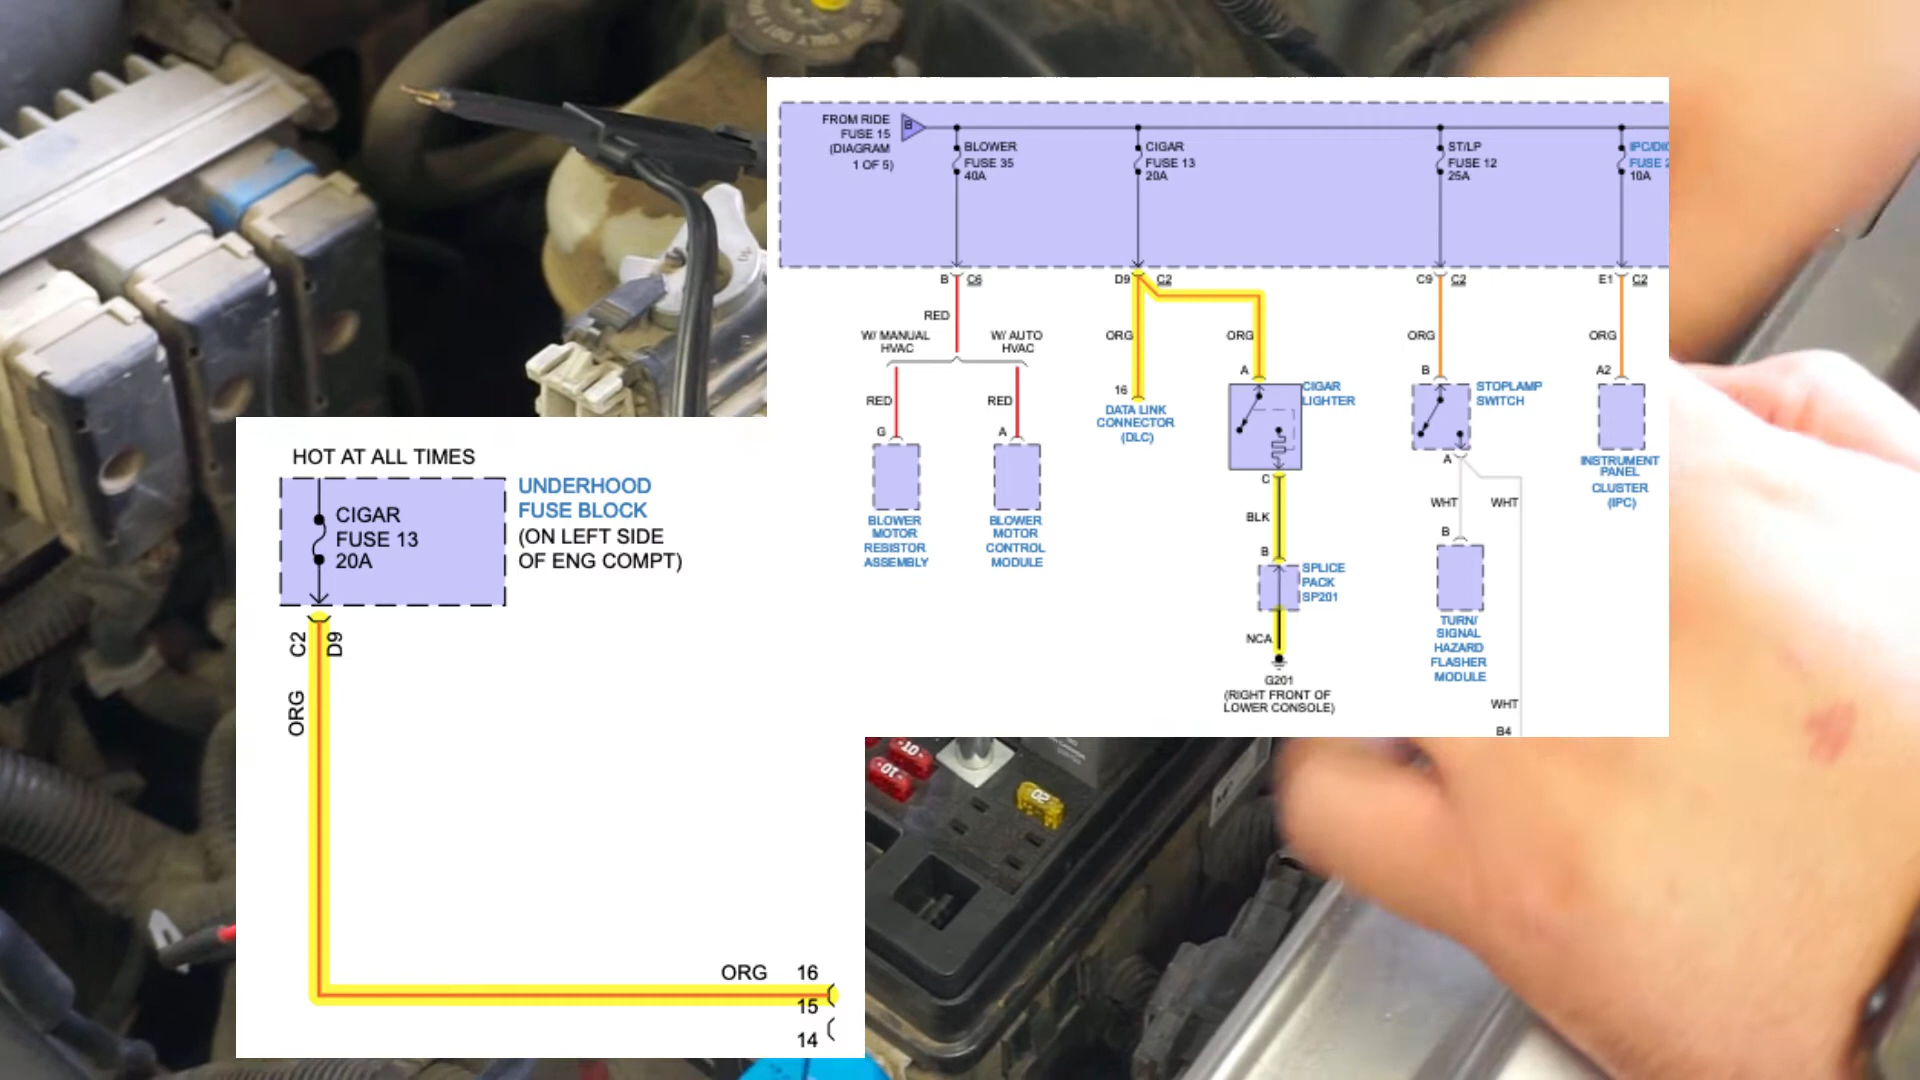 FROM RIDE
FUSE 15
(DIAGRAM
1 OF 5)
B
BLOWER
FUSE 35
40A
CIGAR
FUSE 13
20A
ST/LP
FUSE 12
25A
FUSE
10A
B C6
D9 C2
C9 C2
E1 C2
RED
W/ MANUAL
HVAC
W/ AUTO
HVAC
ORG
ORG
ORG
ORG
RED
RED
G
A
16
A
B
A2
BLOWER
MOTOR
RESISTOR
ASSEMBLY
BLOWER
MOTOR
CONTROL
MODULE
DATA LINK
CONNECTOR
(DLC)
CIGAR
LIGHTER
C
BLK
B
SPLICE
PACK
SP201
NCA
G201
(RIGHT FRONT OF
LOWER CONSOLE)
STOPLAMP
SWITCH
A
WHT
WHT
B
TURN/
SIGNAL
HAZARD
FLASHER
MODULE
WHT
B4
INSTRUMENT
PANEL
CLUSTER
(IPC)
HOT AT ALL TIMES
CIGAR
FUSE 13
20A
UNDERHOOD
FUSE BLOCK
(ON LEFT SIDE
OF ENG COMPT)
C2
D9
ORG
ORG 16
15
14
-10-
-10-
20